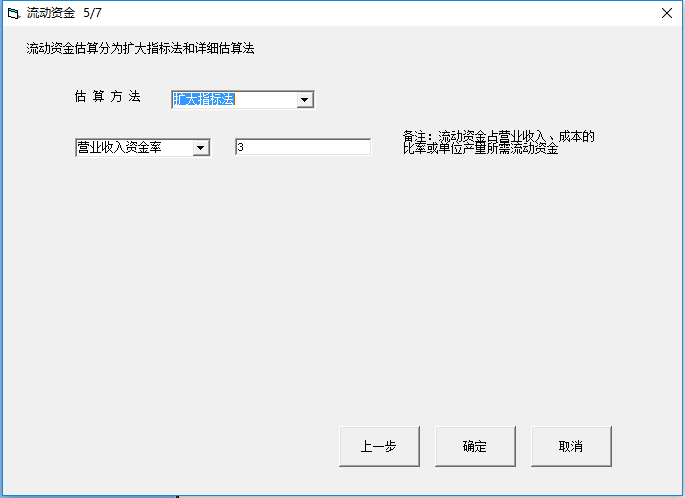 流动资金 5/7
流动资金估算分为扩大指标法和详细估算法
估 算 方 法 扩大指标法
营业收入资金率 3 备注：流动资金占营业收入、成本的
比率或单位产量所需流动资金
上一步 确定 取消